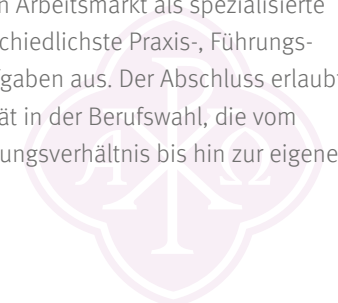 n Arbeitsmarkt als spezialisierte
schiedlichste Praxis-, Führungs-
gaben aus. Der Abschluss erlaubt
ät in der Berufswahl, die vom
ungsverhältnis bis hin zur eigene
A Ω